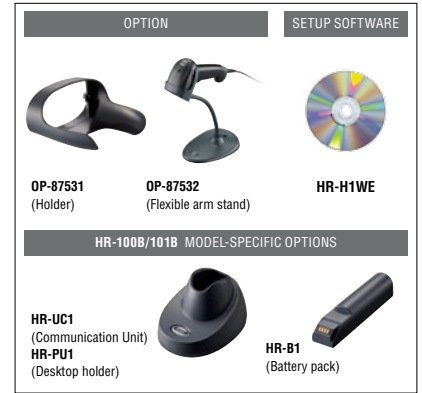 OPTION
SETUP SOFTWARE
OP-87531
(Holder)
OP-87532
(Flexible arm stand)
HR-H1WE
HR-100B/101B MODEL-SPECIFIC OPTIONS
HR-UC1
(Communication Unit)
HR-PU1
(Desktop holder)
HR-B1
(Battery pack)